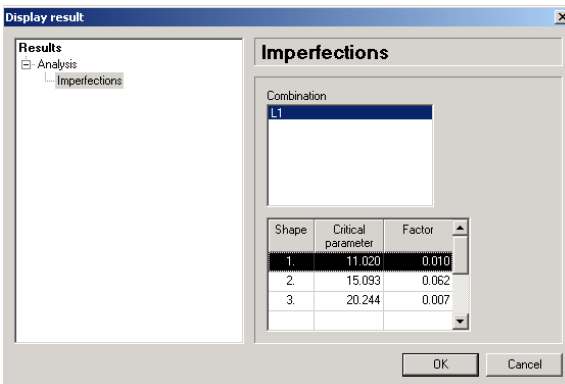 Display result
Results
Analysis
Imperfections
Imperfections
Combination
L1
Shape Critical parameter Factor
1. 11.020 0.010
2. 15.093 0.062
3. 20.244 0.007
OK Cancel